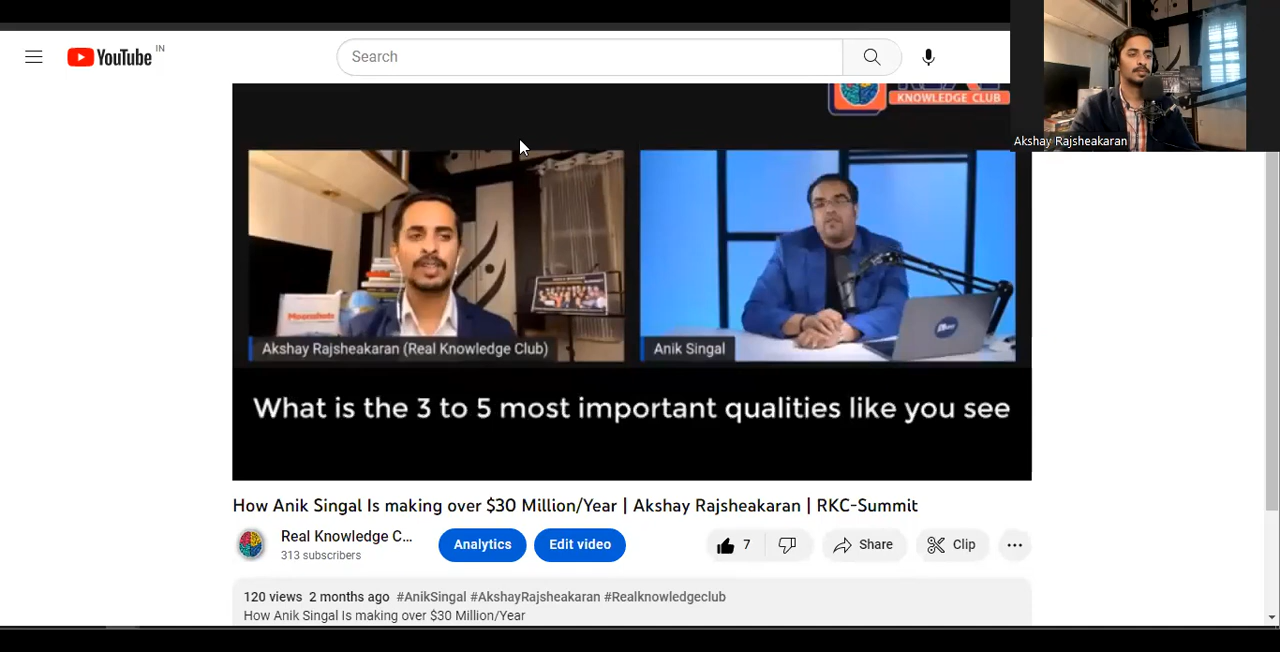 YouTube IN
Search
KNOWLEDGE CLUB
Akshay Rajsheakaran
Moonshots
Akshay Rajsheakaran (Real Knowledge Club)
Anik Singal
What is the 3 to 5 most important qualities like you see
How Anik Singal Is making over $30 Million/Year | Akshay Rajsheakaran | RKC-Summit
Real Knowledge C...
313 subscribers
Analytics
Edit video
7
Share
Clip
120 views 2 months ago #AnikSingal #AkshayRajsheakaran #Realknowledgeclub
How Anik Singal Is making over $30 Million/Year